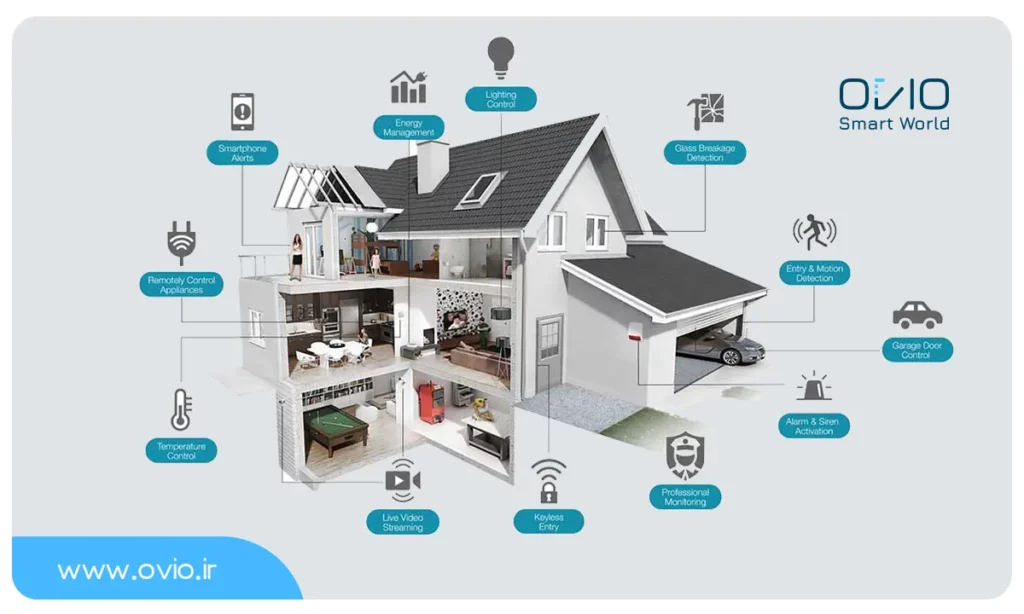 OVIO
Smart World
Lighting
Control
Energy
Management
Smartphone
Alerts
Glass Breakage
Detection
Remotely Control
Appliances
Entry & Motion
Detection
Garage Door
Control
Temperature
Control
Alarm & Siren
Activation
Professional
Monitoring
Live Video
Streaming
Keyless
Entry
www.ovio.ir